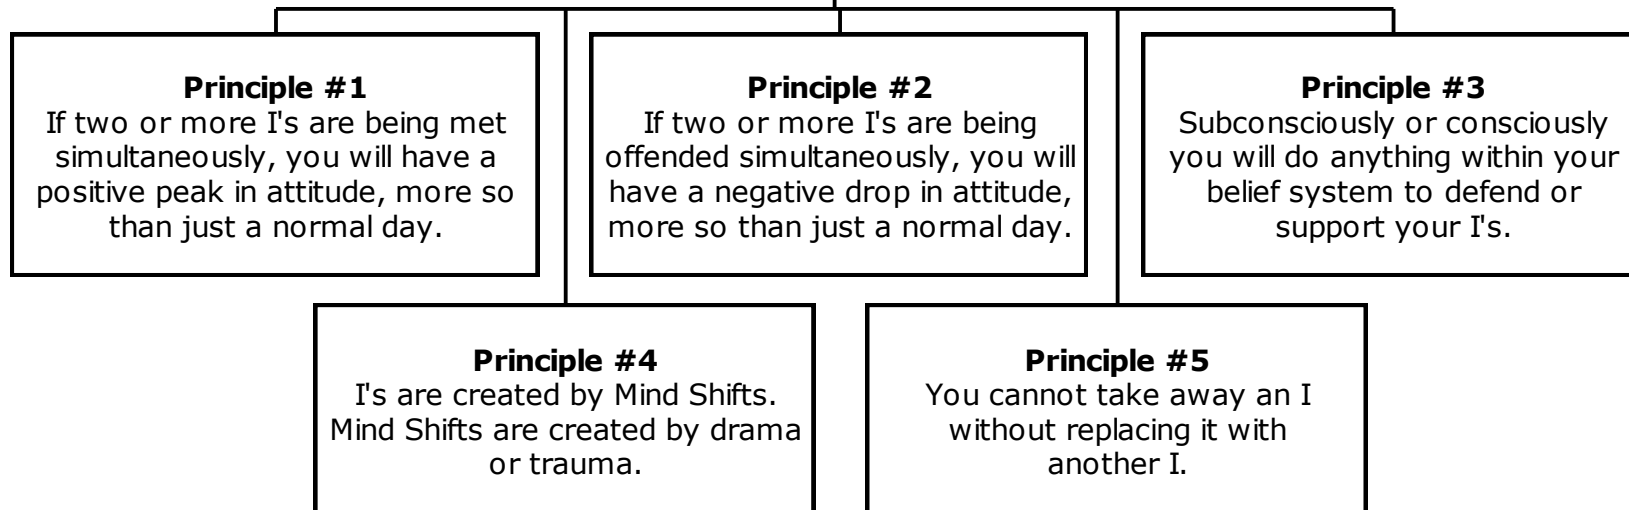 Principle #1
If two or more I's are being met
simultaneously, you will have a
positive peak in attitude, more so
than just a normal day.
Principle #2
If two or more I's are being
offended simultaneously, you will
have a negative drop in attitude,
more so than just a normal day.
Principle #3
Subconsciously or consciously
you will do anything within your
belief system to defend or
support your I's.
Principle #4
I's are created by Mind Shifts.
Mind Shifts are created by drama
or trauma.
Principle #5
You cannot take away an I
without replacing it with
another I.